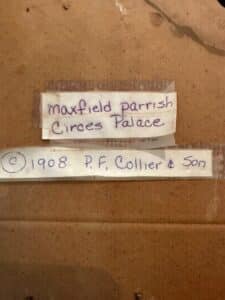 maxfield parrish
Circes Palace
© 1908 P.F. Collier & Son